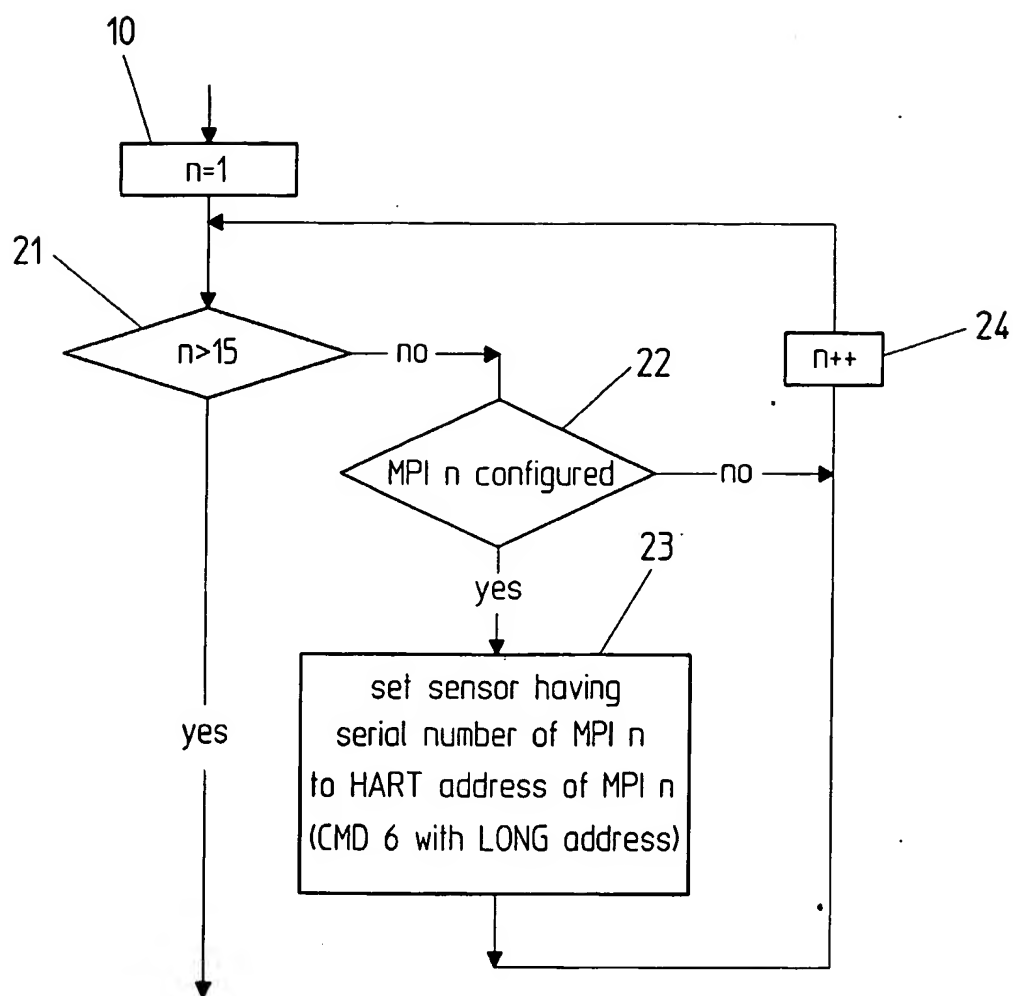 10
n=1
21
n>15
no
24
n++
22
MPI n configured
no
yes
23
set sensor having
serial number of MPI n
to HART address of MPI n
(CMD 6 with LONG address)
yes